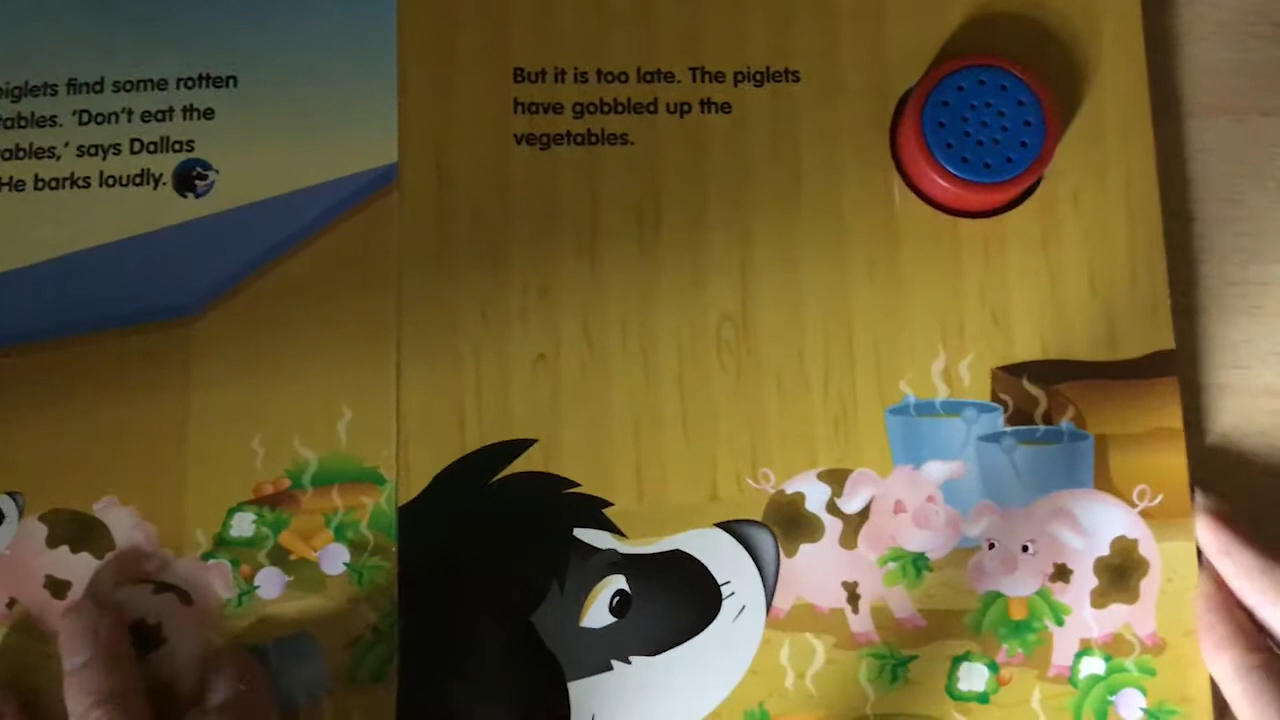 iglets find some rotten
ables. 'Don't eat the
ables,' says Dallas
He barks loudly.
But it is too late. The piglets
have gobbled up the
vegetables.